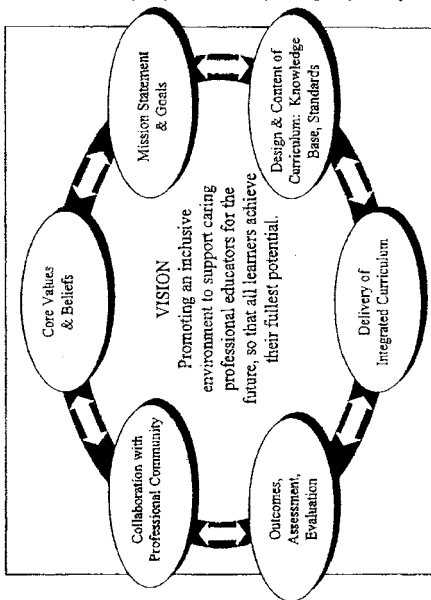 Core Values
& Beliefs
Mission Statement
& Goals
Design & Content of
Curriculum: Knowledge
Base, Standards
Delivery of
Integrated Curriculum
Outcomes,
Assessment,
Evaluation
Collaboration with
Professional Community
VISION
Promoting an inclusive
environment to support caring
professional educators for the
future, so that all learners achieve
their fullest potential.